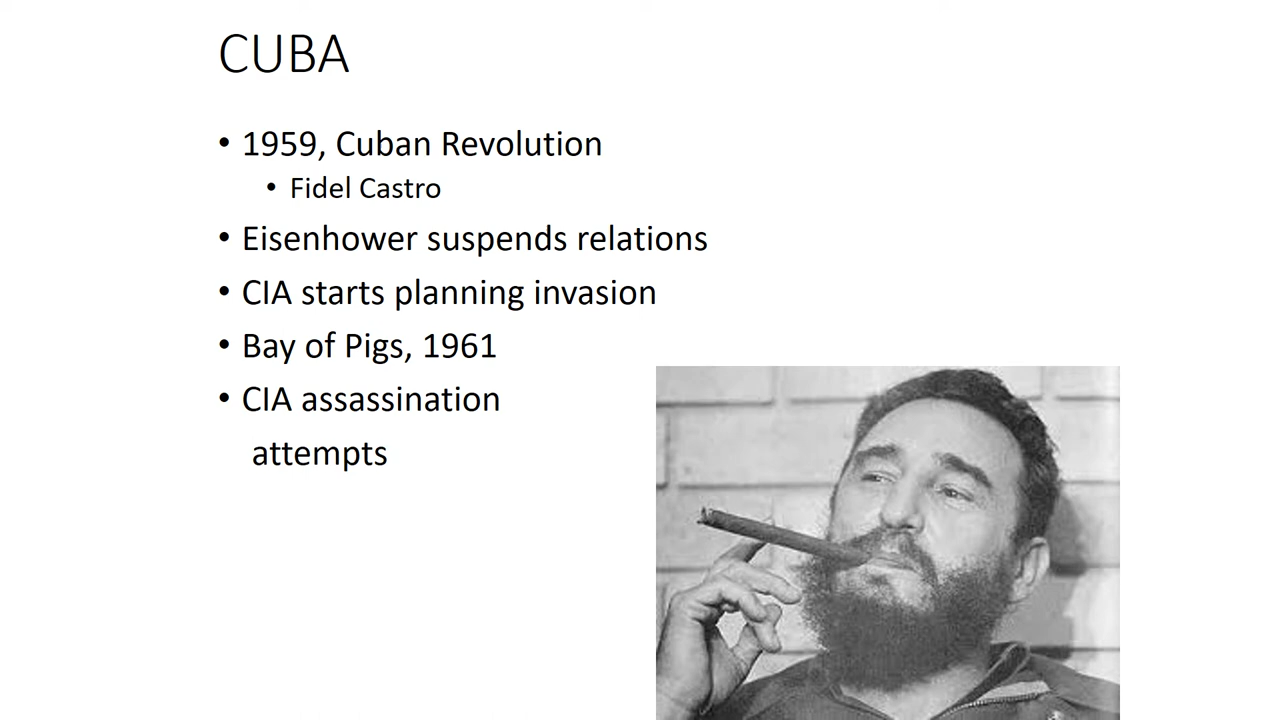 CUBA
• 1959, Cuban Revolution
• Fidel Castro
• Eisenhower suspends relations
• CIA starts planning invasion
• Bay of Pigs, 1961
• CIA assassination
attempts